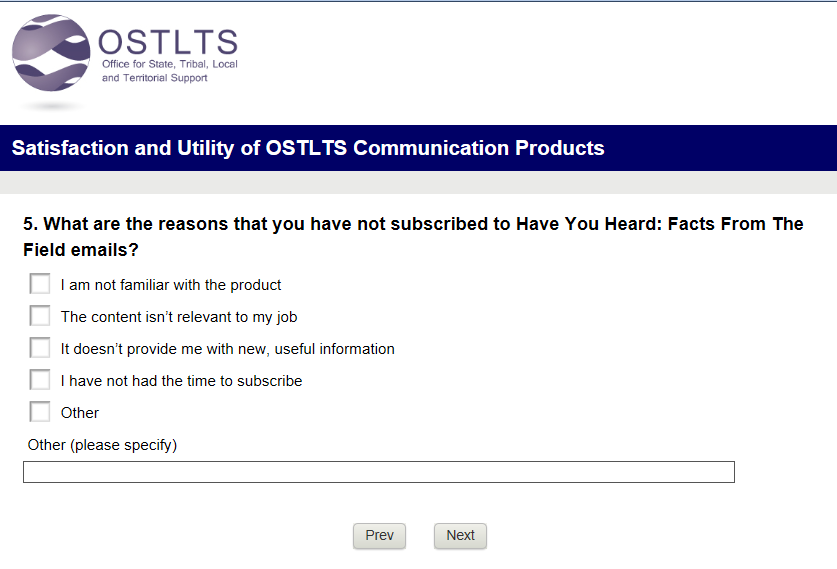 OSTLTS
Office for State, Tribal, Local
and Territorial Support
Satisfaction and Utility of OSTLTS Communication Products
5. What are the reasons that you have not subscribed to Have You Heard: Facts From The
Field emails?
I am not familiar with the product
The content isn’t relevant to my job
It doesn’t provide me with new, useful information
I have not had the time to subscribe
Other
Other (please specify)
Prev Next